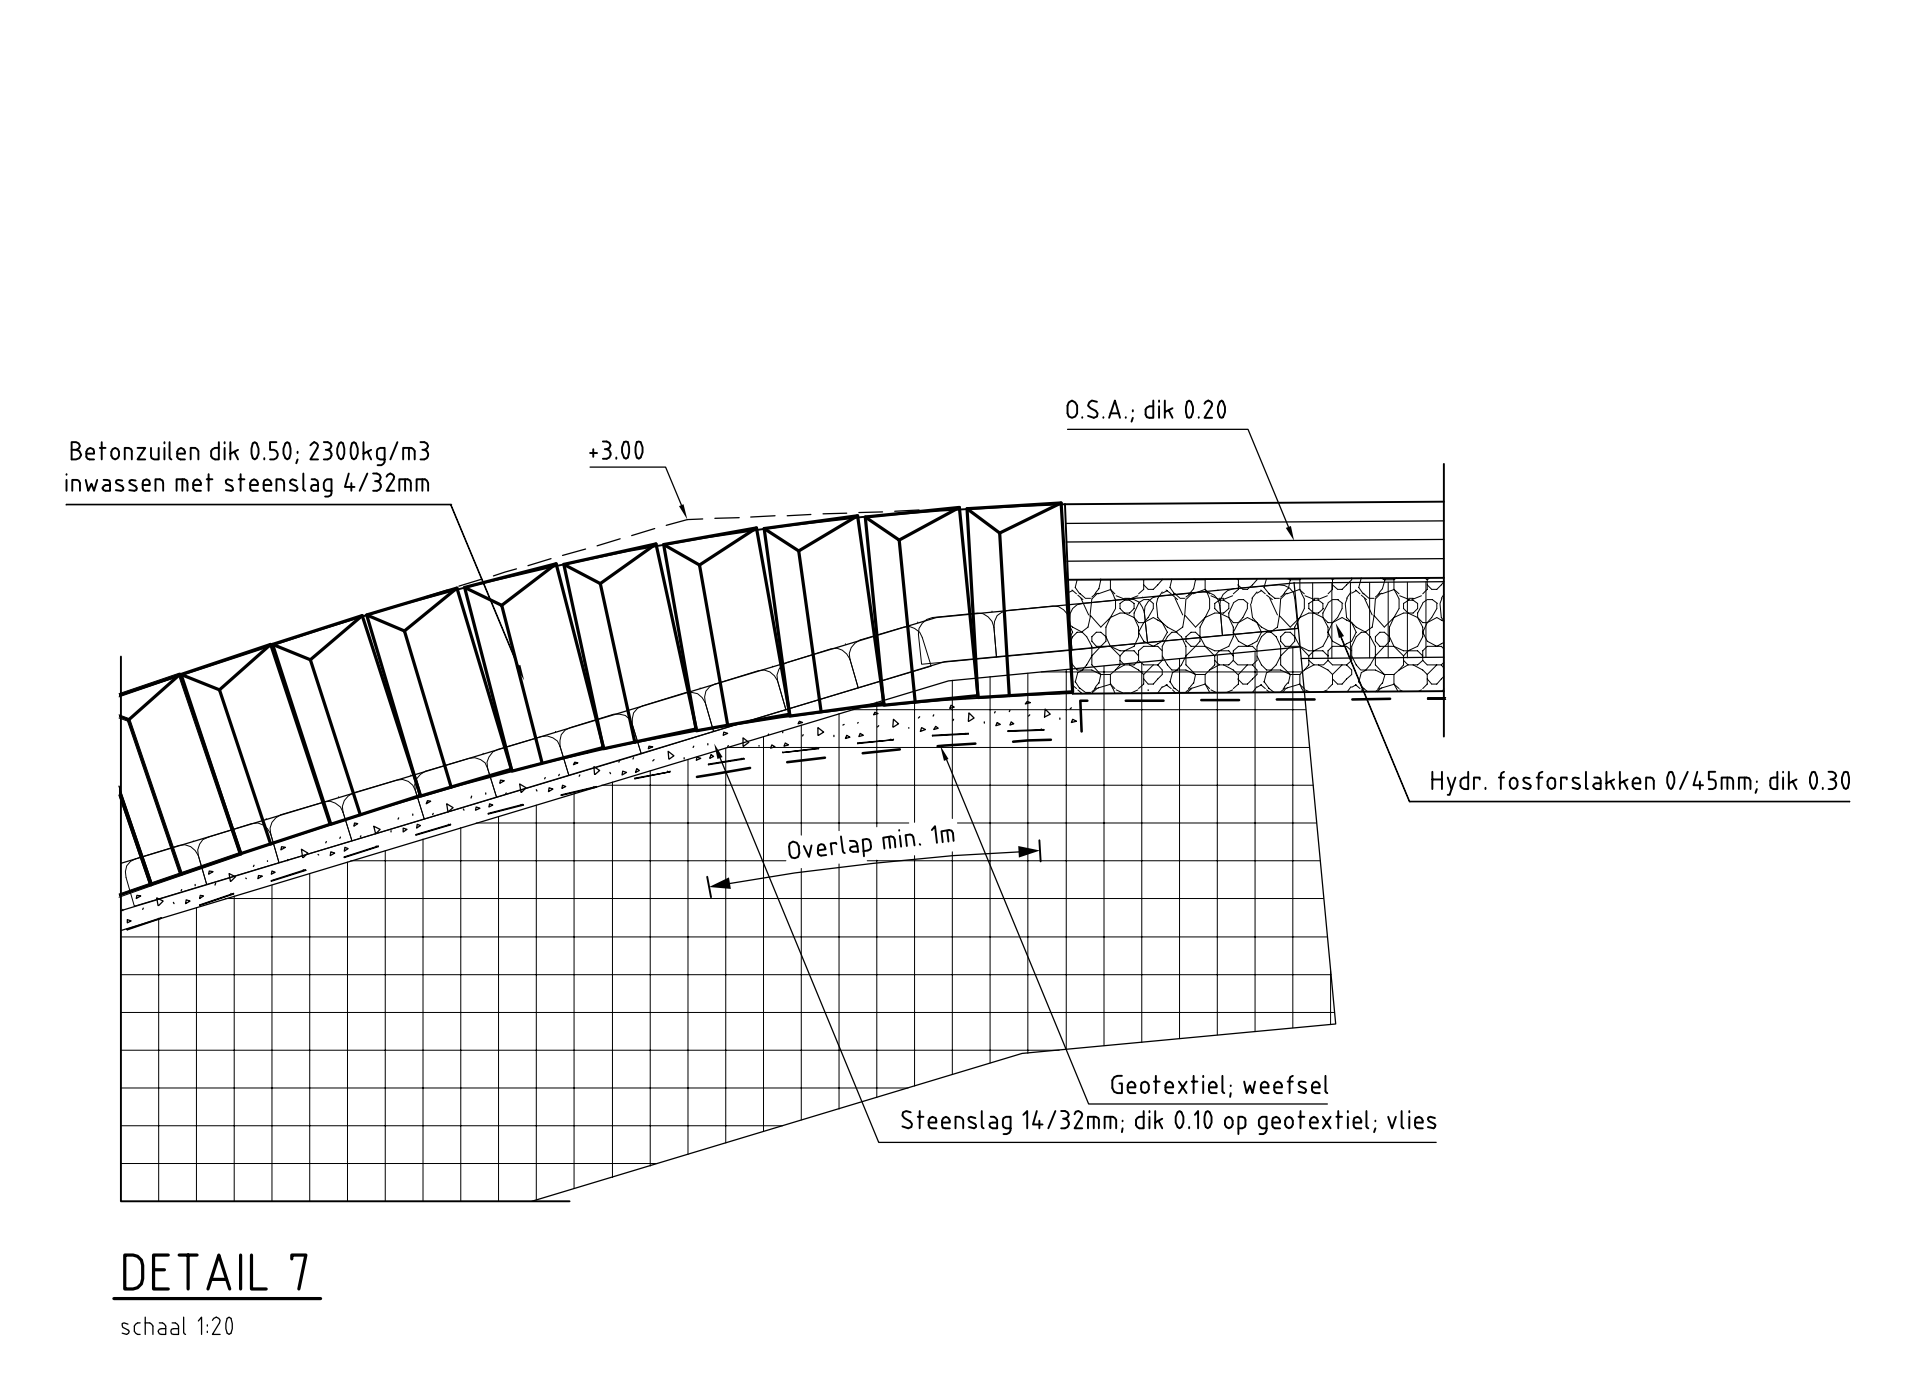 O.S.A.; dik 0.20
Betonzuilen dik 0.50; 2300kg/m3
inwassen met steenslag 4/32mm
+3.00
Hydr. fosforslakken 0/45mm; dik 0.30
Overlap min. 1m
Geotextiel; weefsel
Steenslag 14/32mm; dik 0.10 op geotextiel; vlies
DETAIL 7
schaal 1:20